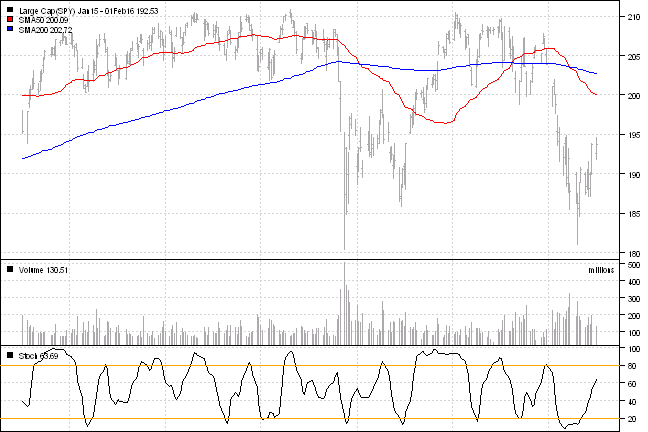 Large Cap(SPY) Jan15 - 01Feb16 192.53
SMA50 200.09
SMA200 202.72
210
205
200
195
190
185
180
Volume 130.51
millions
500
400
300
200
100
Stoch 63.69
100
80
60
40
20